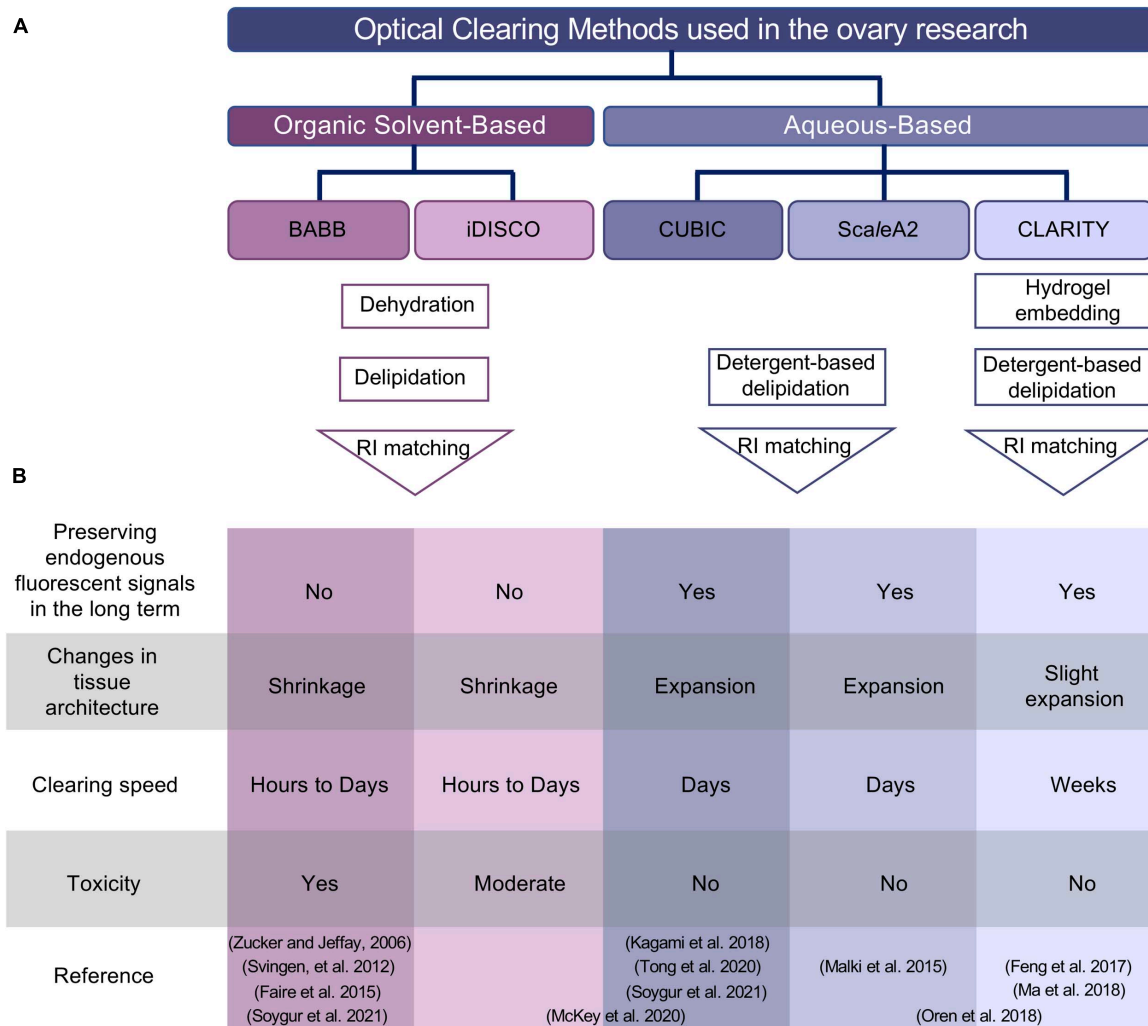 A
Optical Clearing Methods used in the ovary research
Organic Solvent-Based
Aqueous-Based
BABB
iDISCO
CUBIC
ScaleA2
CLARITY
Dehydration
Hydrogel
embedding
Delipidation
Detergent-based
delipidation
Detergent-based
delipidation
RI matching
RI matching
RI matching
B
Preserving
endogenous
fluorescent signals
in the long term
No
No
Yes
Yes
Yes
Changes in
tissue
architecture
Shrinkage
Shrinkage
Expansion
Expansion
Slight
expansion
Clearing speed
Hours to Days
Hours to Days
Days
Days
Weeks
Toxicity
Yes
Moderate
No
No
No
Reference
(Zucker and Jeffay, 2006)
(Svingen, et al. 2012)
(Faire et al. 2015)
(Soygur et al. 2021)
(McKey et al. 2020)
(Kagami et al. 2018)
(Tong et al. 2020)
(Soygur et al. 2021)
(Malki et al. 2015)
(Feng et al. 2017)
(Ma et al. 2018)
(Oren et al. 2018)